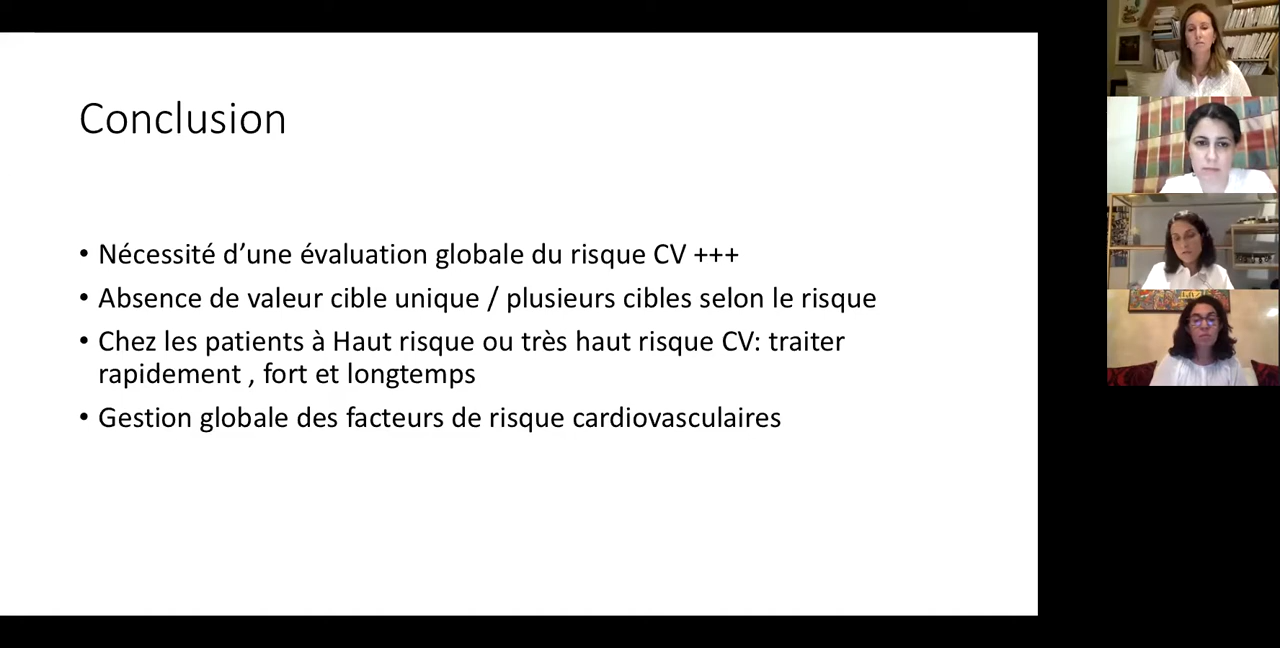 Conclusion
• Nécessité d’une évaluation globale du risque CV +++
• Absence de valeur cible unique / plusieurs cibles selon le risque
• Chez les patients à Haut risque ou très haut risque CV: traiter
rapidement , fort et longtemps
• Gestion globale des facteurs de risque cardiovasculaires